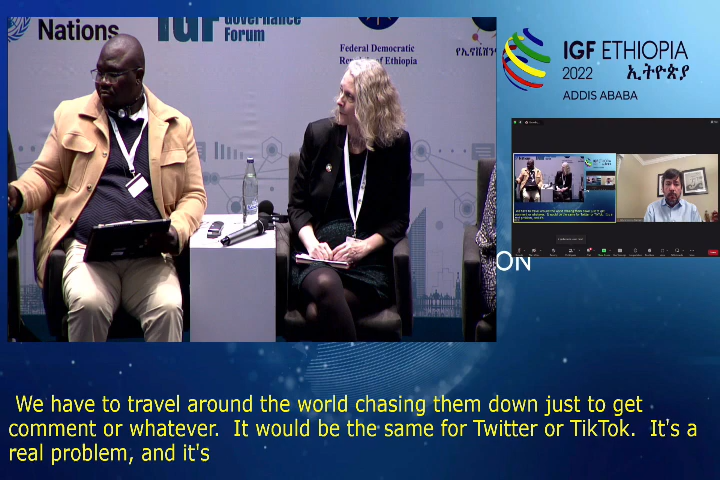 Nations
IGF Governance
Forum
Federal Democratic
Republic of Ethiopia
IGF ETHIOPIA
2022 ኢትዮጵያ
ADDIS ABABA
ON
We have to travel around the world chasing them down just to get
comment or whatever. It would be the same for Twitter or TikTok. It's a
real problem, and it's